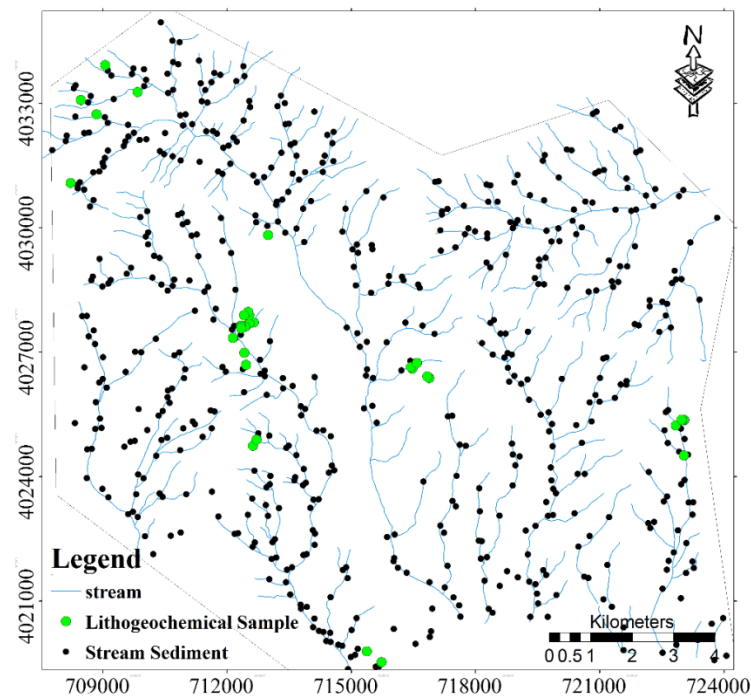 N
4033000
4030000
4027000
4024000
4021000
Legend
stream
Lithogeochemical Sample
Stream Sediment
Kilometers
0 0.5 1 2 3 4
709000 712000 715000 718000 721000 724000